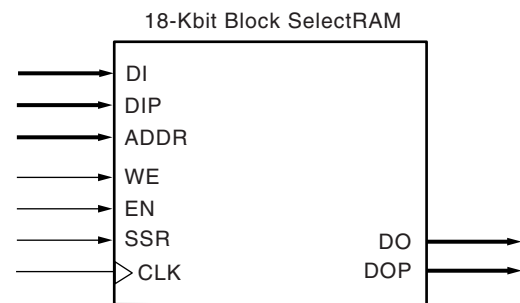 18-Kbit Block SelectRAM
DI
DIP
ADDR
WE
EN
SSR
CLK
DO
DOP